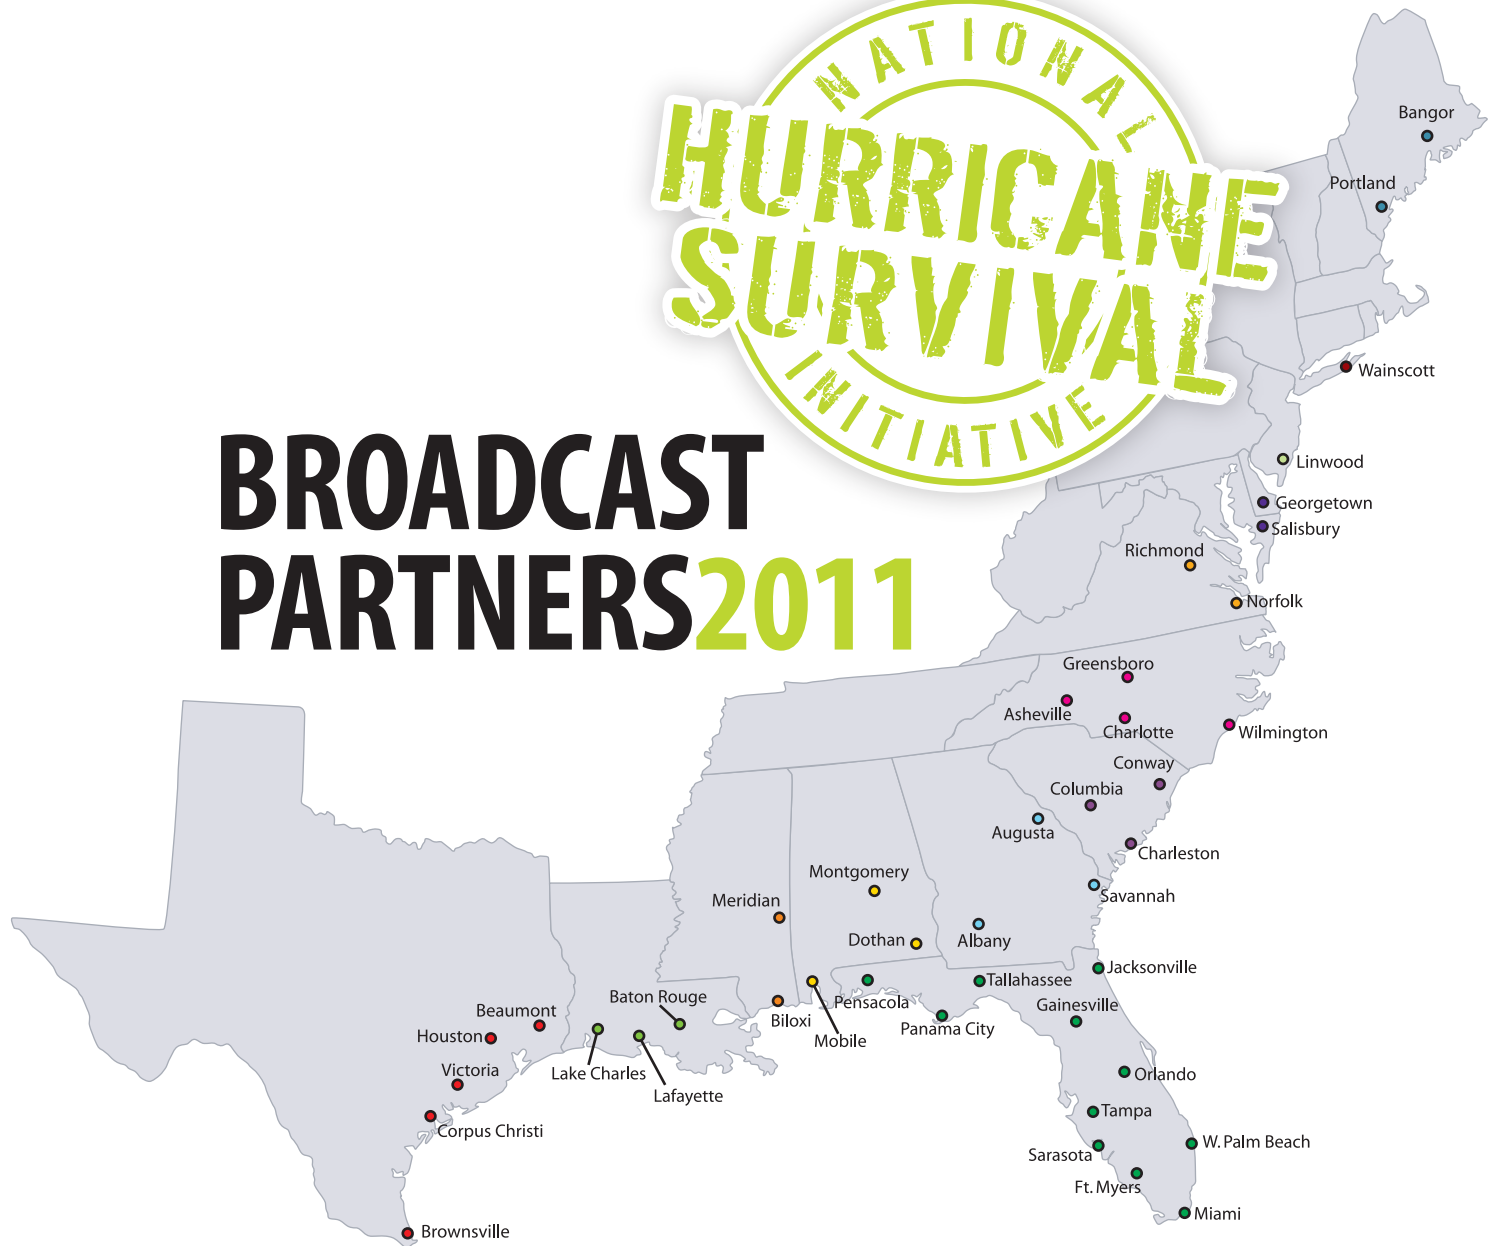 NATIONAL
HURRICANE
SURVIVAL
INITIATIVE
BROADCAST
PARTNERS2011
Bangor
Portland
Wainscott
Linwood
Georgetown
Salisbury
Richmond
Norfolk
Greensboro
Asheville
Charlotte
Wilmington
Conway
Columbia
Augusta
Charleston
Montgomery
Savannah
Meridian
Dothan
Albany
Jacksonville
Tallahassee
Baton Rouge
Pensacola
Gainesville
Beaumont
Biloxi
Panama City
Houston
Mobile
Victoria
Lake Charles
Orlando
Lafayette
Tampa
Corpus Christi
W. Palm Beach
Sarasota
Ft. Myers
Miami
Brownsville